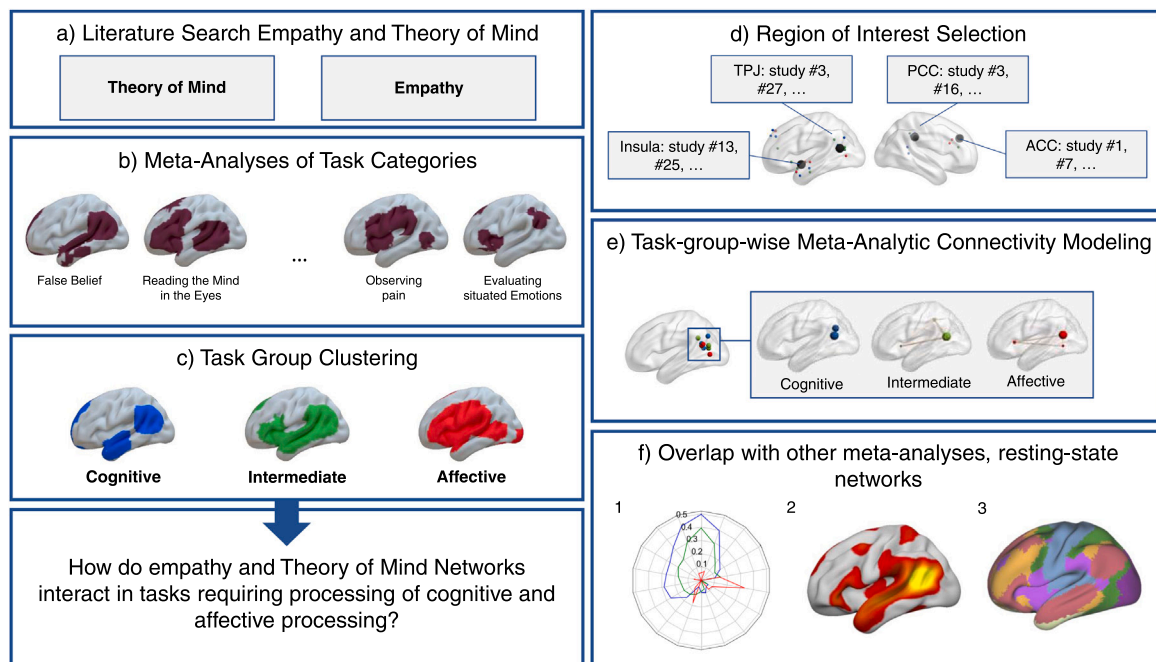 a) Literature Search Empathy and Theory of Mind
Theory of Mind
Empathy
b) Meta-Analyses of Task Categories
False Belief
Reading the Mind
in the Eyes
...
Observing
pain
Evaluating
situated Emotions
c) Task Group Clustering
Cognitive
Intermediate
Affective
How do empathy and Theory of Mind Networks
interact in tasks requiring processing of cognitive and
affective processing?
d) Region of Interest Selection
TPJ: study #3,
#27, …
PCC: study #3,
#16, …
Insula: study #13,
#25, …
ACC: study #1,
#7, …
e) Task-group-wise Meta-Analytic Connectivity Modeling
Cognitive
Intermediate
Affective
f) Overlap with other meta-analyses, resting-state
networks
1
0.5
0.4
0.3
0.2
0.1
2
3